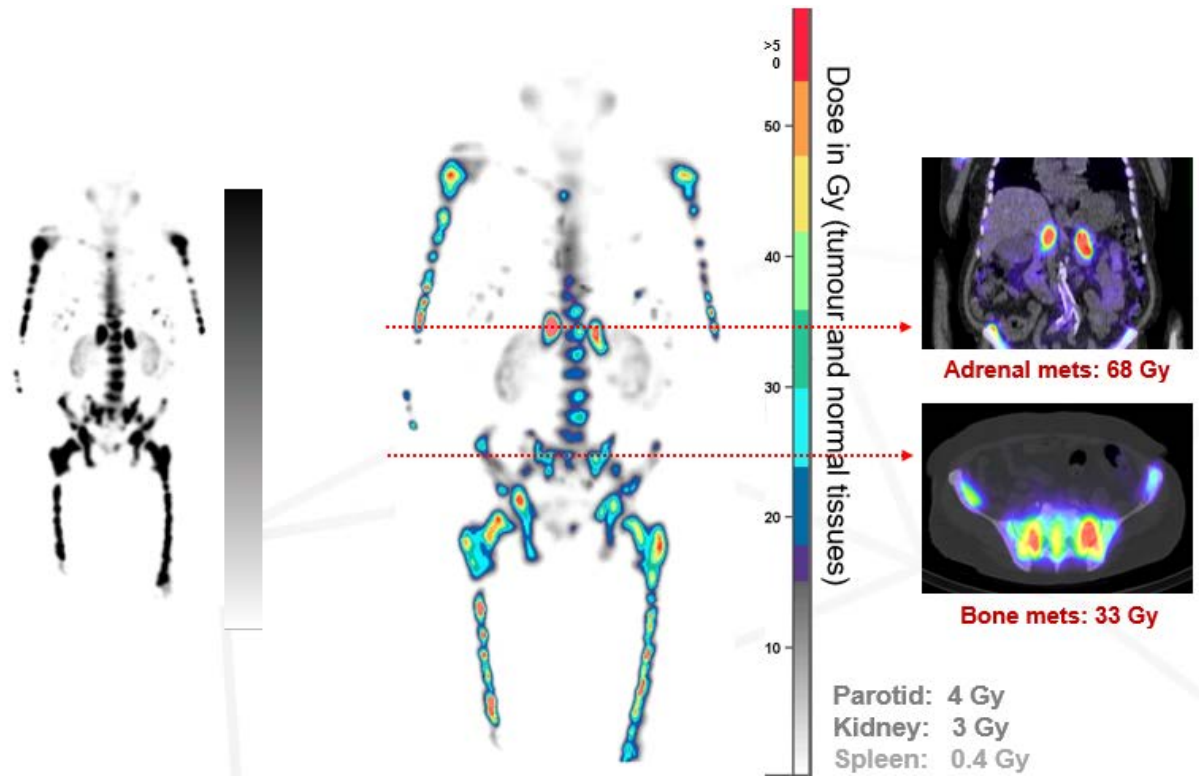 >5
0
50
40
30
20
10
Dose in Gy (tumour and normal tissues)
Adrenal mets: 68 Gy
Bone mets: 33 Gy
Parotid: 4 Gy
Kidney: 3 Gy
Spleen: 0.4 Gy